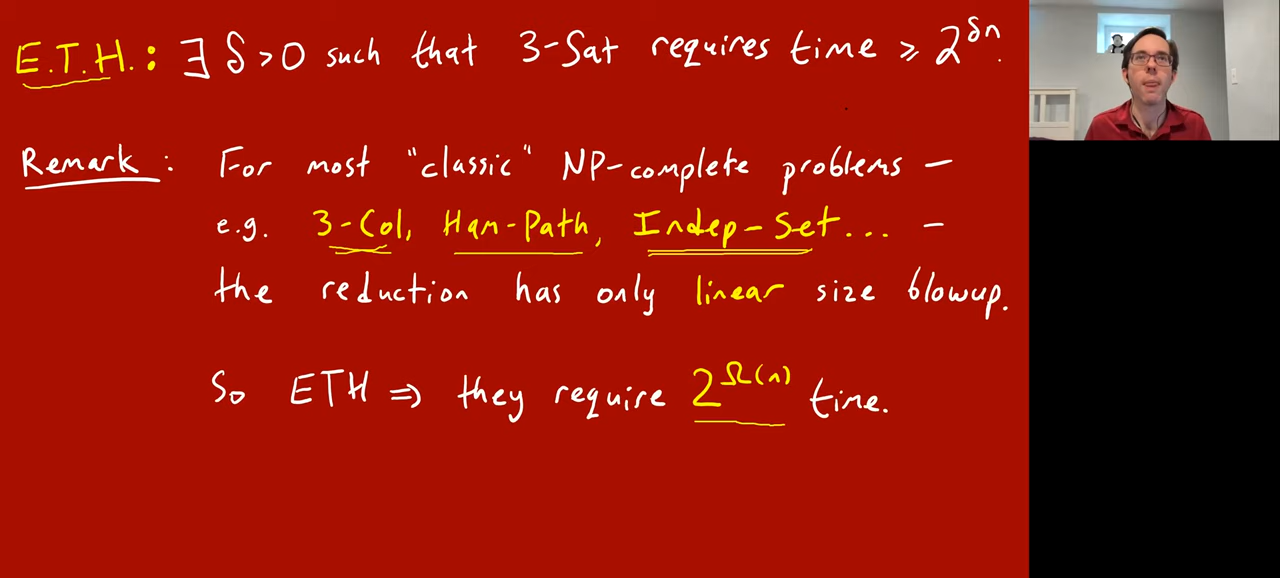 E.T.H.: ∃ δ > 0 such that 3-Sat requires time ≥ 2^{δn}.
Remark: For most "classic" NP-complete problems –
e.g. 3-Col, Ham-Path, Indep-Set... –
the reduction has only linear size blowup.
So ETH ⇒ they require 2^{Ω(n)} time.